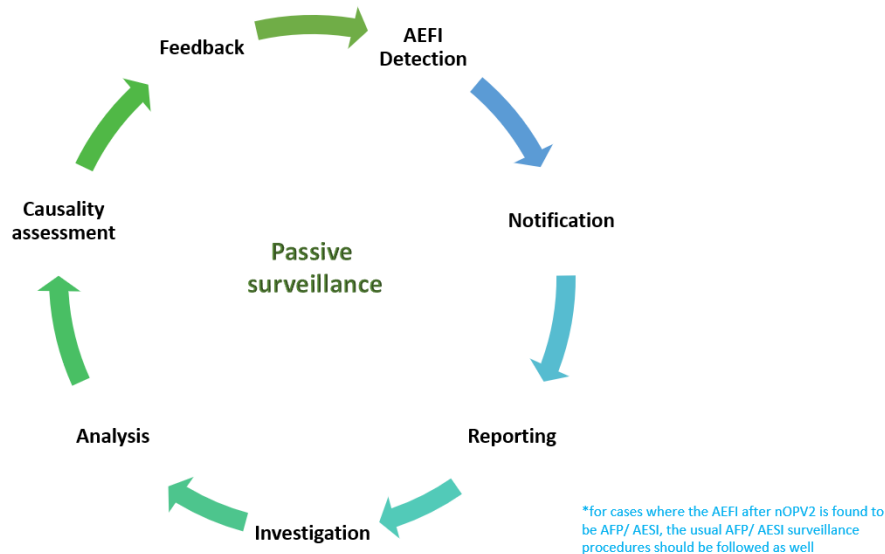 Feedback
AEFI
Detection
Notification
Causality
assessment
Passive
surveillance
Analysis
Reporting
Investigation
*for cases where the AEFI after nOPV2 is found to
be AFP/ AESI, the usual AFP/ AESI surveillance
procedures should be followed as well